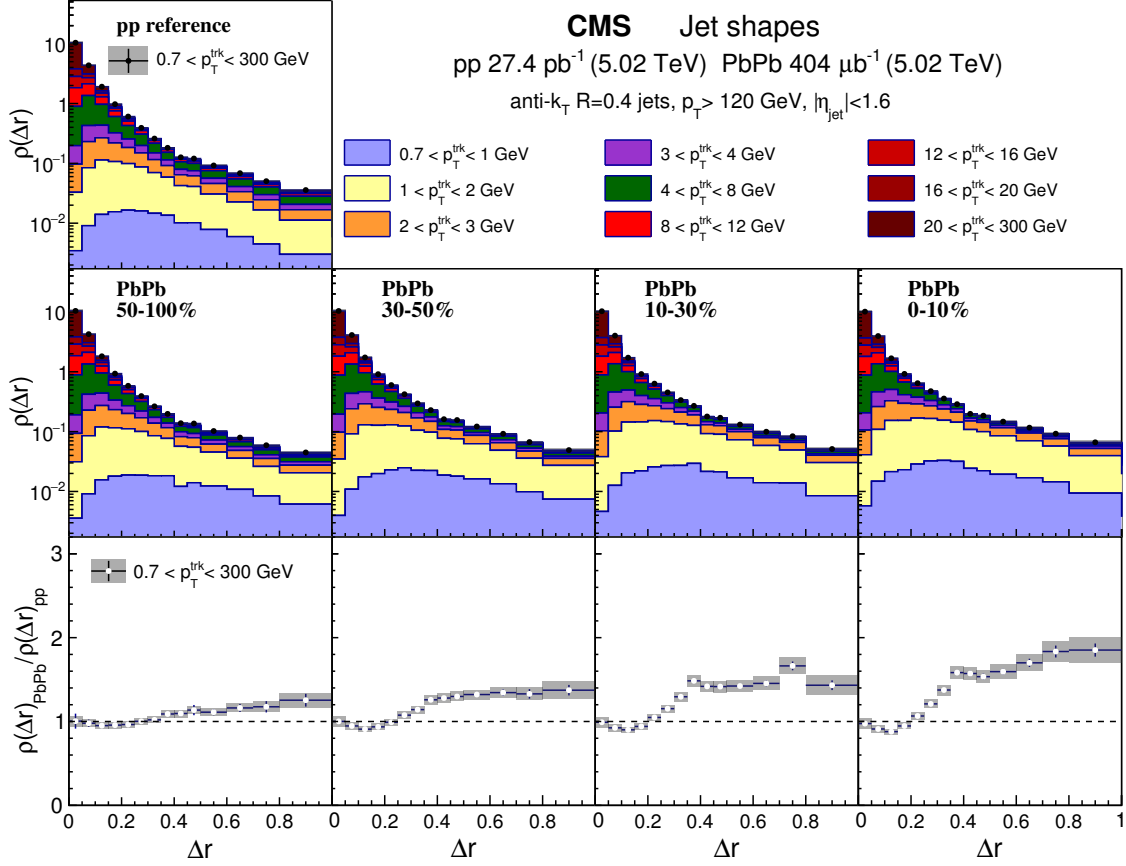 CMS Jet shapes
pp 27.4 pb⁻¹ (5.02 TeV) PbPb 404 μb⁻¹ (5.02 TeV)
anti-k_T R=0.4 jets, p_T> 120 GeV, |η_jet|<1.6
pp reference
0.7 < p_T^trk < 300 GeV
0.7 < p_T^trk < 1 GeV
3 < p_T^trk < 4 GeV
12 < p_T^trk < 16 GeV
1 < p_T^trk < 2 GeV
4 < p_T^trk < 8 GeV
16 < p_T^trk < 20 GeV
2 < p_T^trk < 3 GeV
8 < p_T^trk < 12 GeV
20 < p_T^trk < 300 GeV
ρ(Δr)
10
1
10⁻¹
10⁻²
PbPb
50-100%
PbPb
30-50%
PbPb
10-30%
PbPb
0-10%
ρ(Δr)
10
1
10⁻¹
10⁻²
0.7 < p_T^trk < 300 GeV
ρ(Δr)_PbPb/ρ(Δr)_pp
3
2
1
0
0 0.2 0.4 0.6 0.8
0 0.2 0.4 0.6 0.8
0 0.2 0.4 0.6 0.8
0 0.2 0.4 0.6 0.8 1
Δr
Δr
Δr
Δr